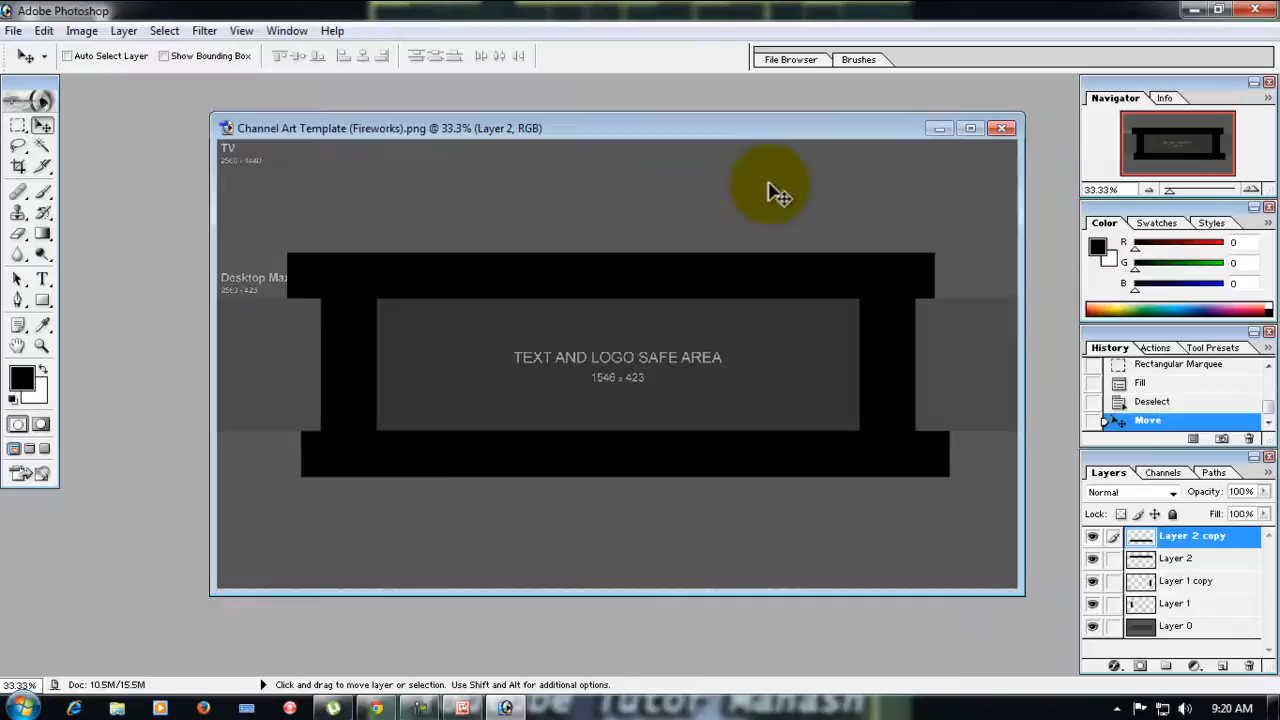 Adobe Photoshop
File Edit Image Layer Select Filter View Window Help
Auto Select Layer Show Bounding Box
File Browser Brushes
Navigator Info
33.33%
Color Swatches Styles
R 0
G 0
B 0
History Actions Tool Presets
Rectangular Marquee
Fill
Deselect
Move
Layers Channels Paths
Normal Opacity: 100%
Lock: Fill: 100%
Layer 2 copy
Layer 2
Layer 1 copy
Layer 1
Layer 0
Channel Art Template (Fireworks).png @ 33.3% (Layer 2, RGB)
TV
2560 x 1440
Desktop Max
2560 x 423
TEXT AND LOGO SAFE AREA
1546 x 423
33.33% Doc: 10.5M/15.5M Click and drag to move layer or selection. Use Shift and Alt for additional options.
Tutor Manash
9:20 AM